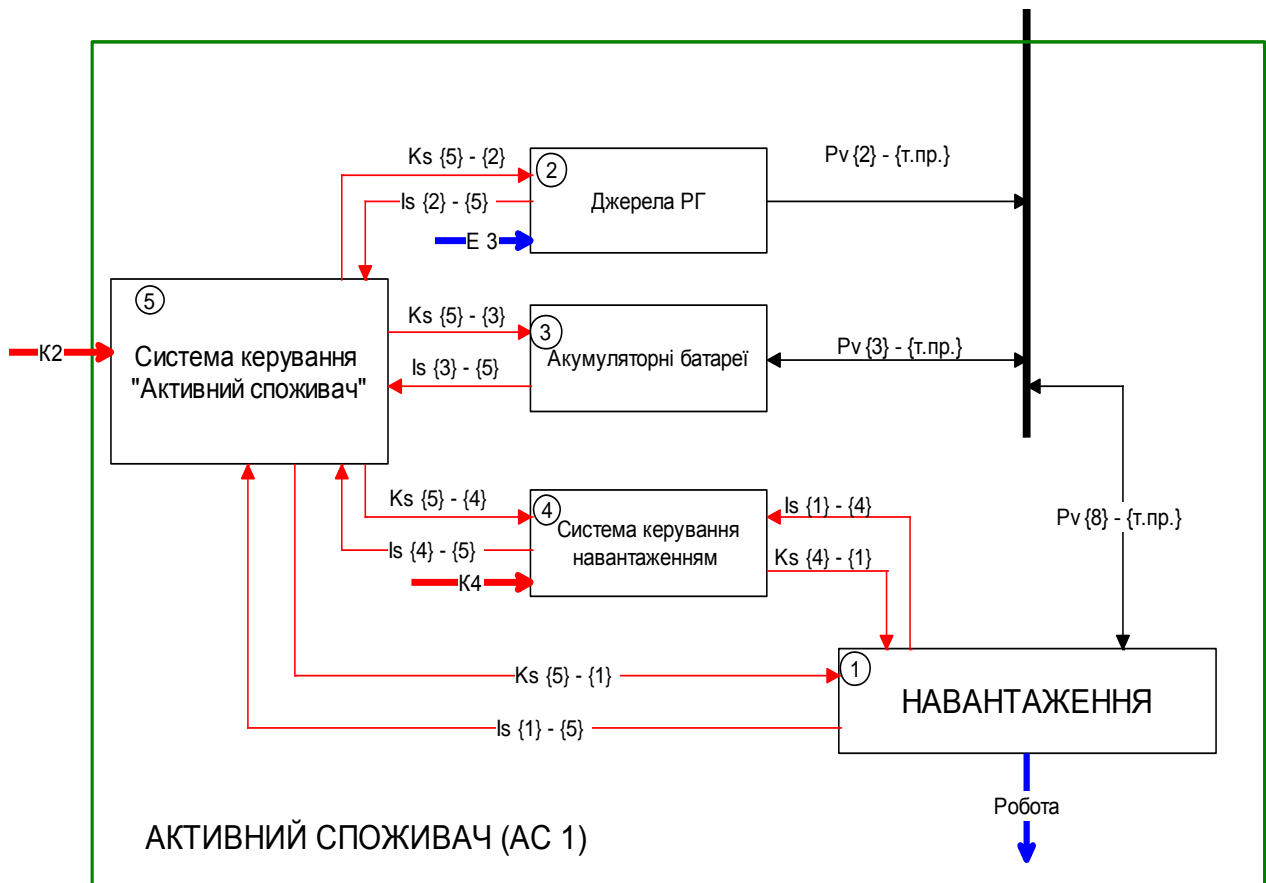 Ks {5} - {2}
Pv {2} - {т.пр.}
2
Джерела РГ
Is {2} - {5}
E 3
5
Ks {5} - {3}
3
К2
Система керування
"Активний споживач"
Акумуляторні батареї
Pv {3} - {т.пр.}
Is {3} - {5}
Ks {5} - {4}
4
Система керування
навантаженням
Is {1} - {4}
Pv {8} - {т.пр.}
Is {4} - {5}
Ks {4} - {1}
К4
Ks {5} - {1}
1
НАВАНТАЖЕННЯ
Is {1} - {5}
Робота
АКТИВНИЙ СПОЖИВАЧ (АС 1)